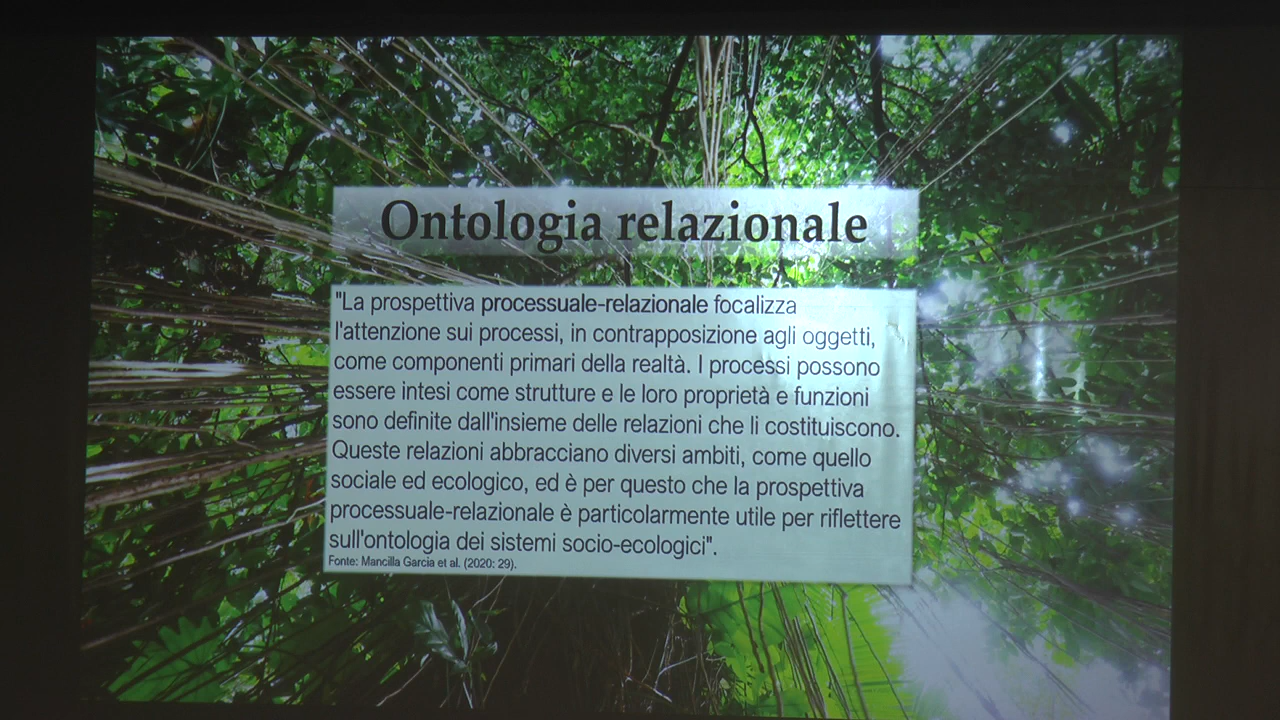 Ontologia relazionale
"La prospettiva processuale-relazionale focalizza
l'attenzione sui processi, in contrapposizione agli oggetti,
come componenti primari della realtà. I processi possono
essere intesi come strutture e le loro proprietà e funzioni
sono definite dall'insieme delle relazioni che li costituiscono.
Queste relazioni abbracciano diversi ambiti, come quello
sociale ed ecologico, ed è per questo che la prospettiva
processuale-relazionale è particolarmente utile per riflettere
sull'ontologia dei sistemi socio-ecologici".
Fonte: Mancilla Garcia et al. (2020: 29).